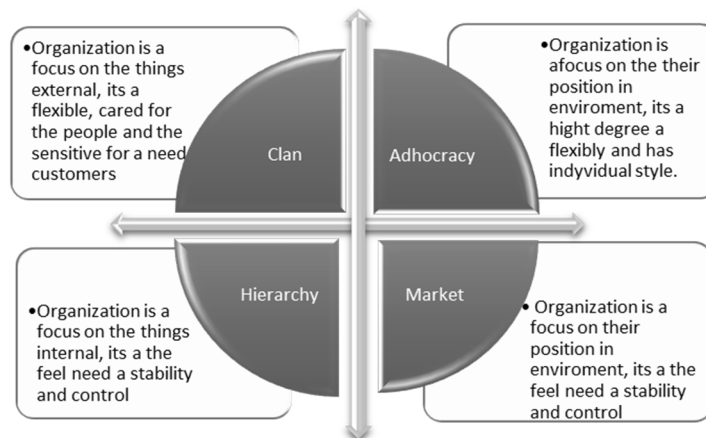 •Organization is a
focus on the things
external, its a
flexible, cared for
the people and the
sensitive for a need
customers
Clan
Adhocracy
•Organization is
afocus on the their
position in
enviroment, its a
hight degree a
flexibly and has
indyvidual style.
•Organization is a
focus on the things
internal, its a the
feel need a stability
and control
Hierarchy
Market
• Organization is a
focus on their
position in
enviroment, its a the
feel need a stability
and control